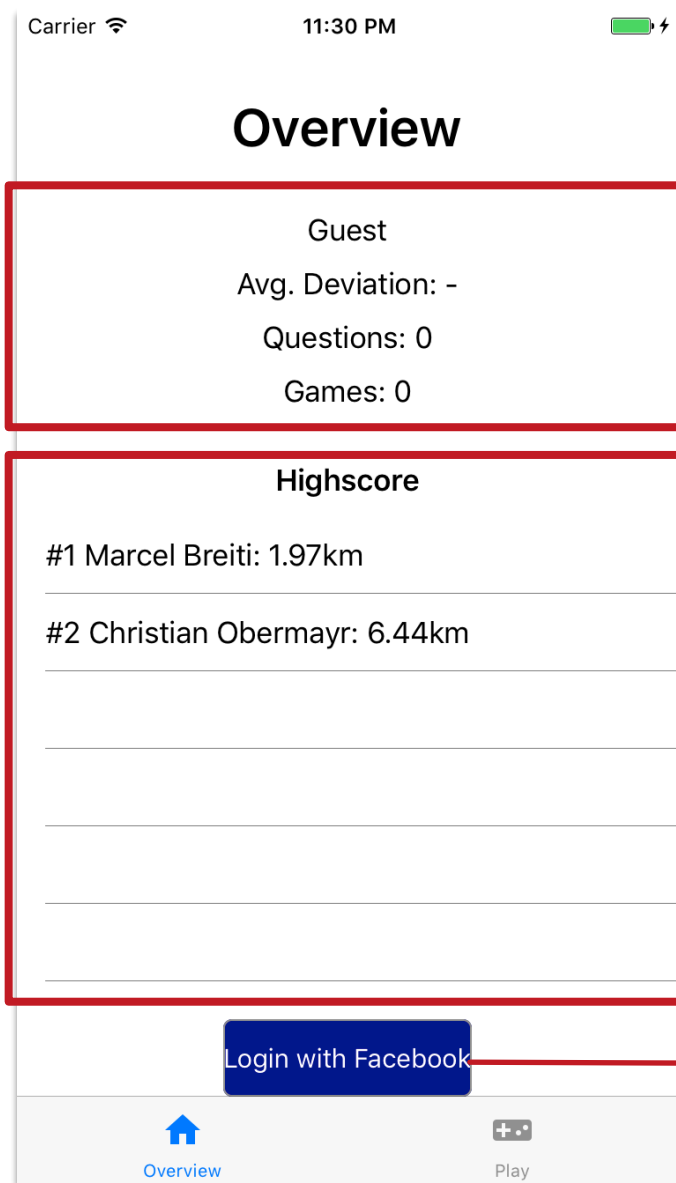 Carrier
11:30 PM
Overview
Guest
Avg. Deviation: -
Questions: 0
Games: 0
Highscore
#1 Marcel Breiti: 1.97km
#2 Christian Obermayr: 6.44km
Login with Facebook
Overview
Play